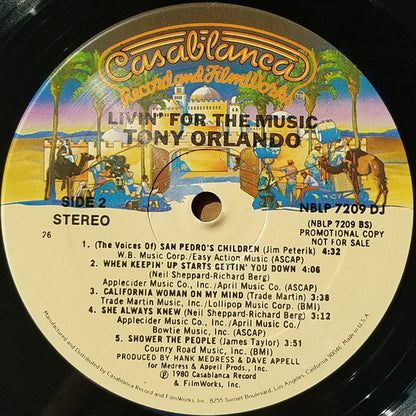 Casablanca
Record and FilmWorks
LIVIN' FOR THE MUSIC
TONY ORLANDO
SIDE 2
STEREO
NBLP 7209 DJ
(NBLP 7209 BS)
PROMOTIONAL COPY
NOT FOR SALE
26
1. (The Voices Of) SAN PEDRO'S CHILDREN (Jim Peterik) 4:32
W.B. Music Corp./Easy Action Music (ASCAP)
2. WHEN KEEPIN' UP STARTS GETTIN' YOU DOWN 4:06
(Neil Sheppard-Richard Berg)
Applecider Music Co., Inc./April Music Co. (ASCAP)
3. CALIFORNIA WOMAN ON MY MIND (Trade Martin) 3:38
Trade Martin Music, Inc./Lollipop Music Corp. (BMI)
4. SHE ALWAYS KNEW (Neil Sheppard-Richard Berg) 3:12
Applecider Music Co., Inc./April Music Co./
Bowtie Music, Inc. (ASCAP)
5. SHOWER THE PEOPLE (James Taylor) 3:51
Counry Road Music, Inc. (BMI)
PRODUCED BY HANK MEDRESS & DAVE APPELL
for Medress & Appell Prods., Inc.
℗ 1980 Casablanca Record
& FilmWorks, Inc.
Manufactured and Distributed by Casablanca Record and FilmWorks, Inc. 8255 Sunset Boulevard, Los Angeles, California 90046. Made in U.S.A.